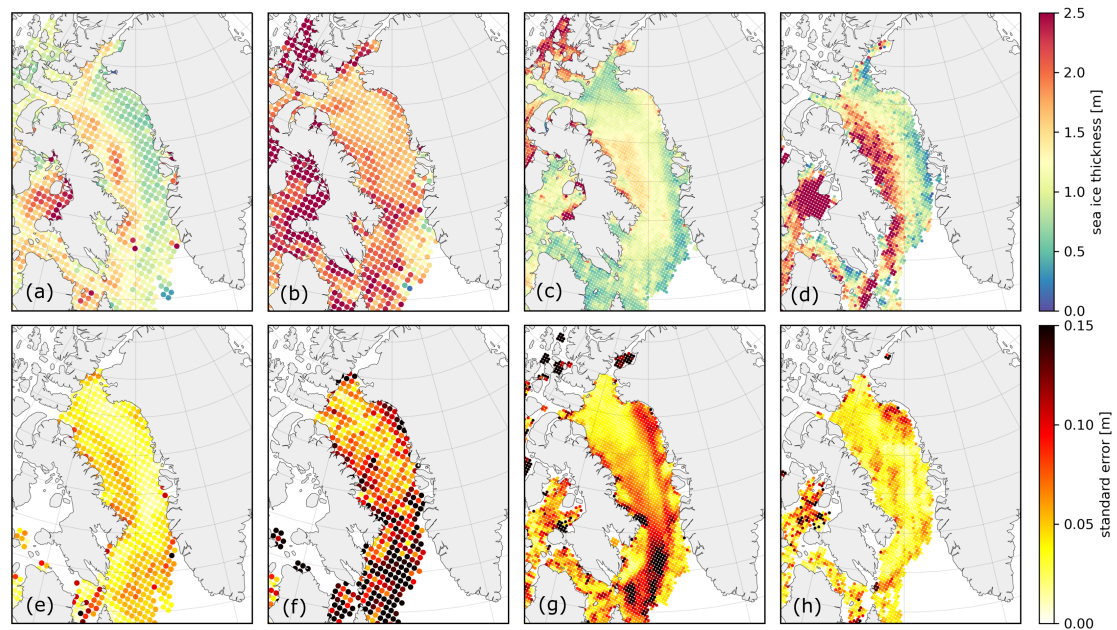 (a)
(b)
(c)
(d)
2.5
2.0
1.5
1.0
0.5
0.0
sea ice thickness [m]
(e)
(f)
(g)
(h)
0.15
0.10
0.05
0.00
standard error [m]